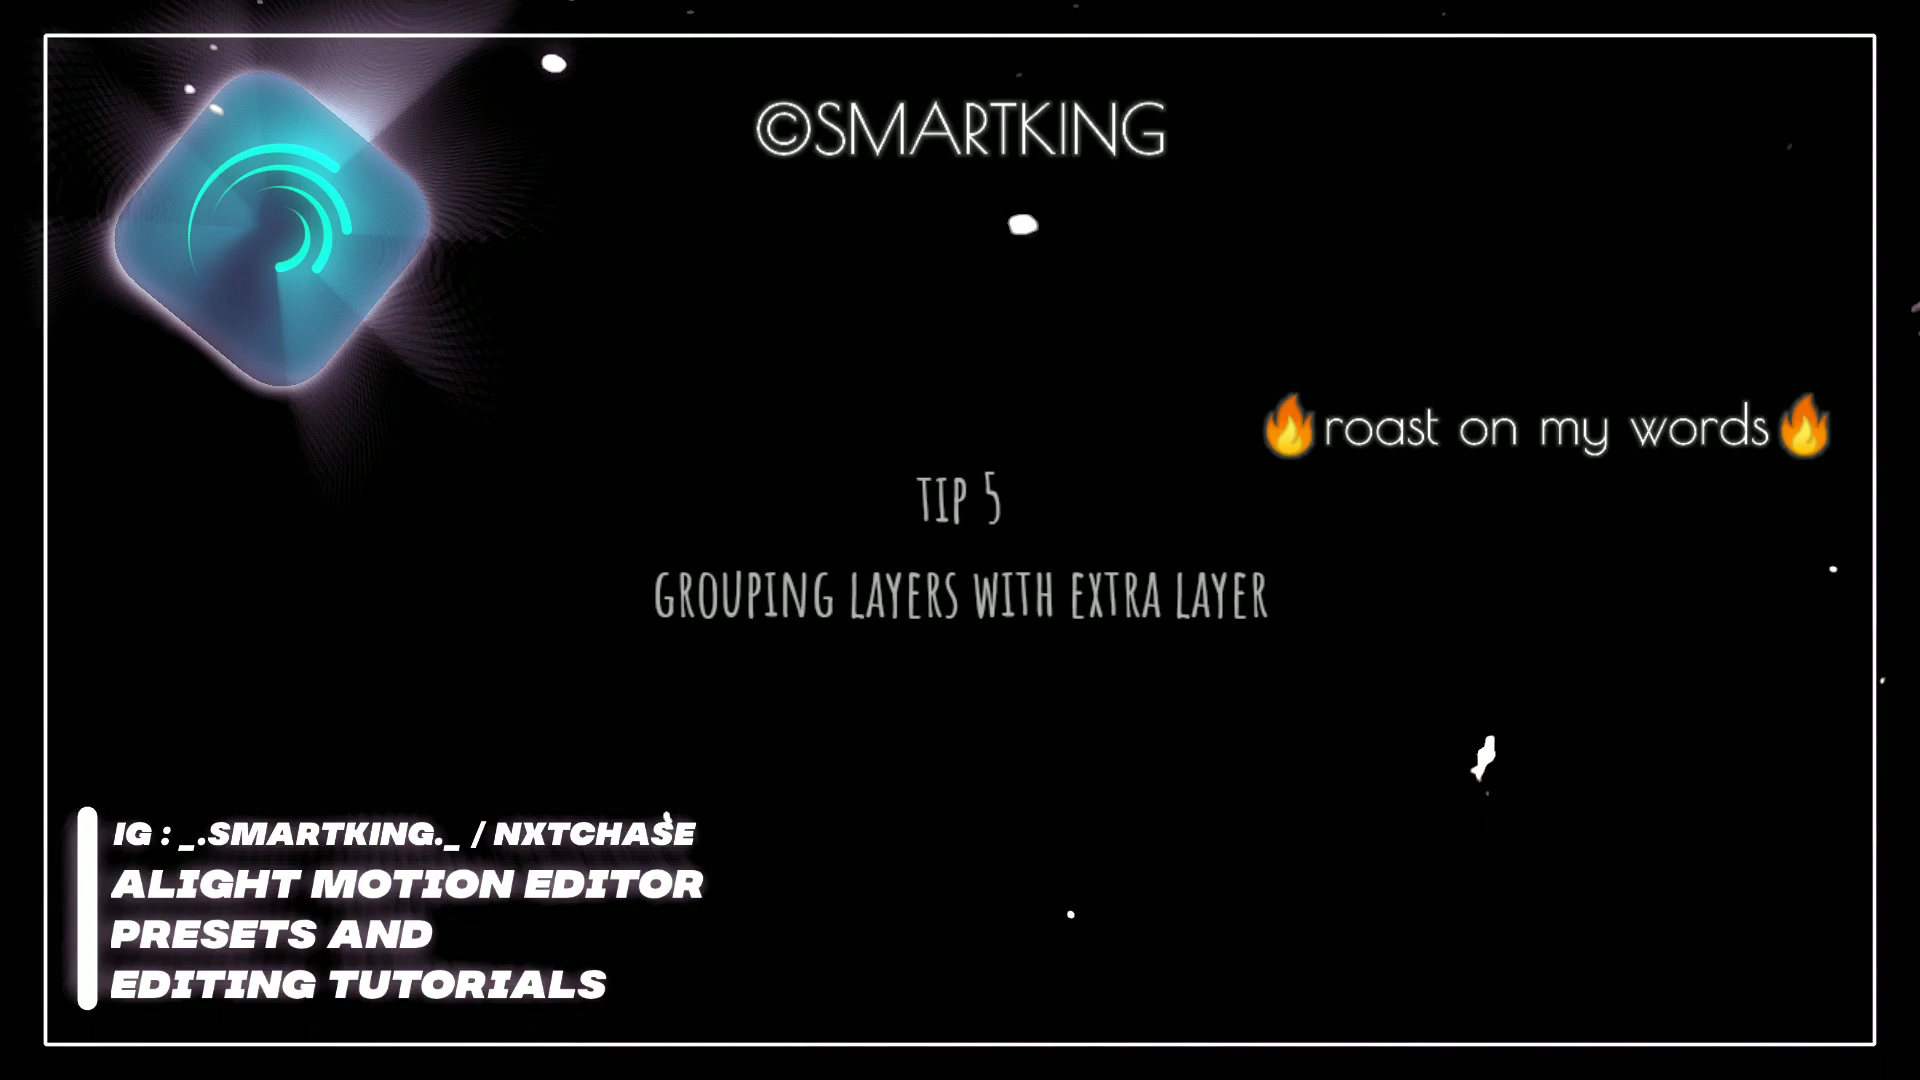 ©SMARTKING
🔥roast on my words🔥
TIP 5
GROUPING LAYERS WITH EXTRA LAYER
IG : _.SMARTKING._ / NXTCHASE
ALIGHT MOTION EDITOR
PRESETS AND
EDITING TUTORIALS